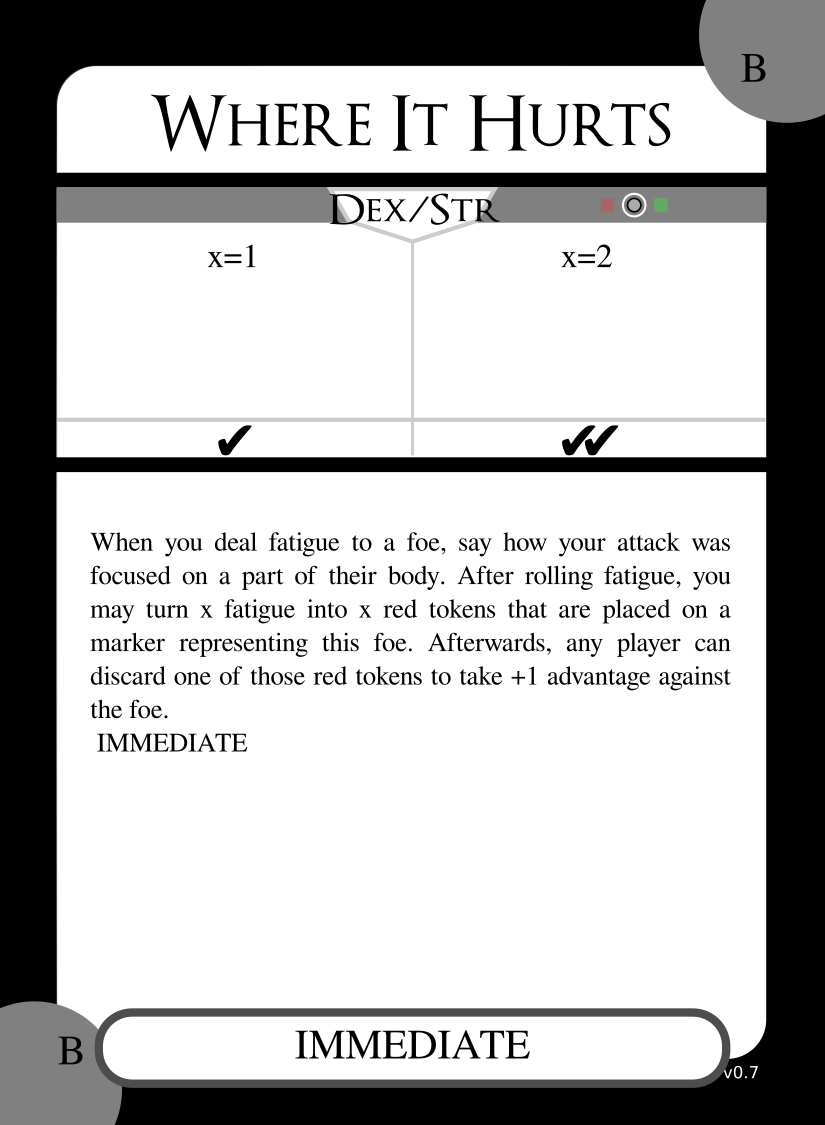 B
Where It Hurts
Dex/Str
x=1 x=2
✔ ✔✔
When you deal fatigue to a foe, say how your attack was
focused on a part of their body. After rolling fatigue, you
may turn x fatigue into x red tokens that are placed on a
marker representing this foe. Afterwards, any player can
discard one of those red tokens to take +1 advantage against
the foe.
IMMEDIATE
B
IMMEDIATE
v0.7